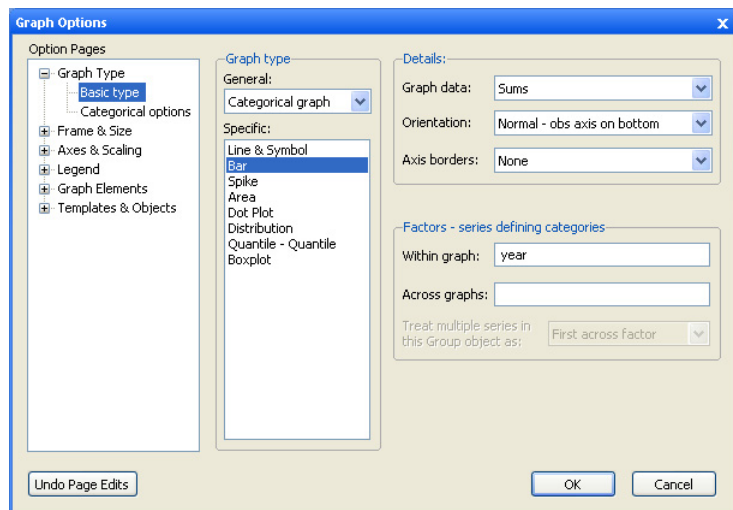 Graph Options
x
Option Pages
Graph Type
Basic type
Categorical options
Frame & Size
Axes & Scaling
Legend
Graph Elements
Templates & Objects
Graph type
General:
Categorical graph
Specific:
Line & Symbol
Bar
Spike
Area
Dot Plot
Distribution
Quantile - Quantile
Boxplot
Details:
Graph data: Sums
Orientation: Normal - obs axis on bottom
Axis borders: None
Factors - series defining categories
Within graph: year
Across graphs:
Treat multiple series in
this Group object as: First across factor
Undo Page Edits
OK
Cancel